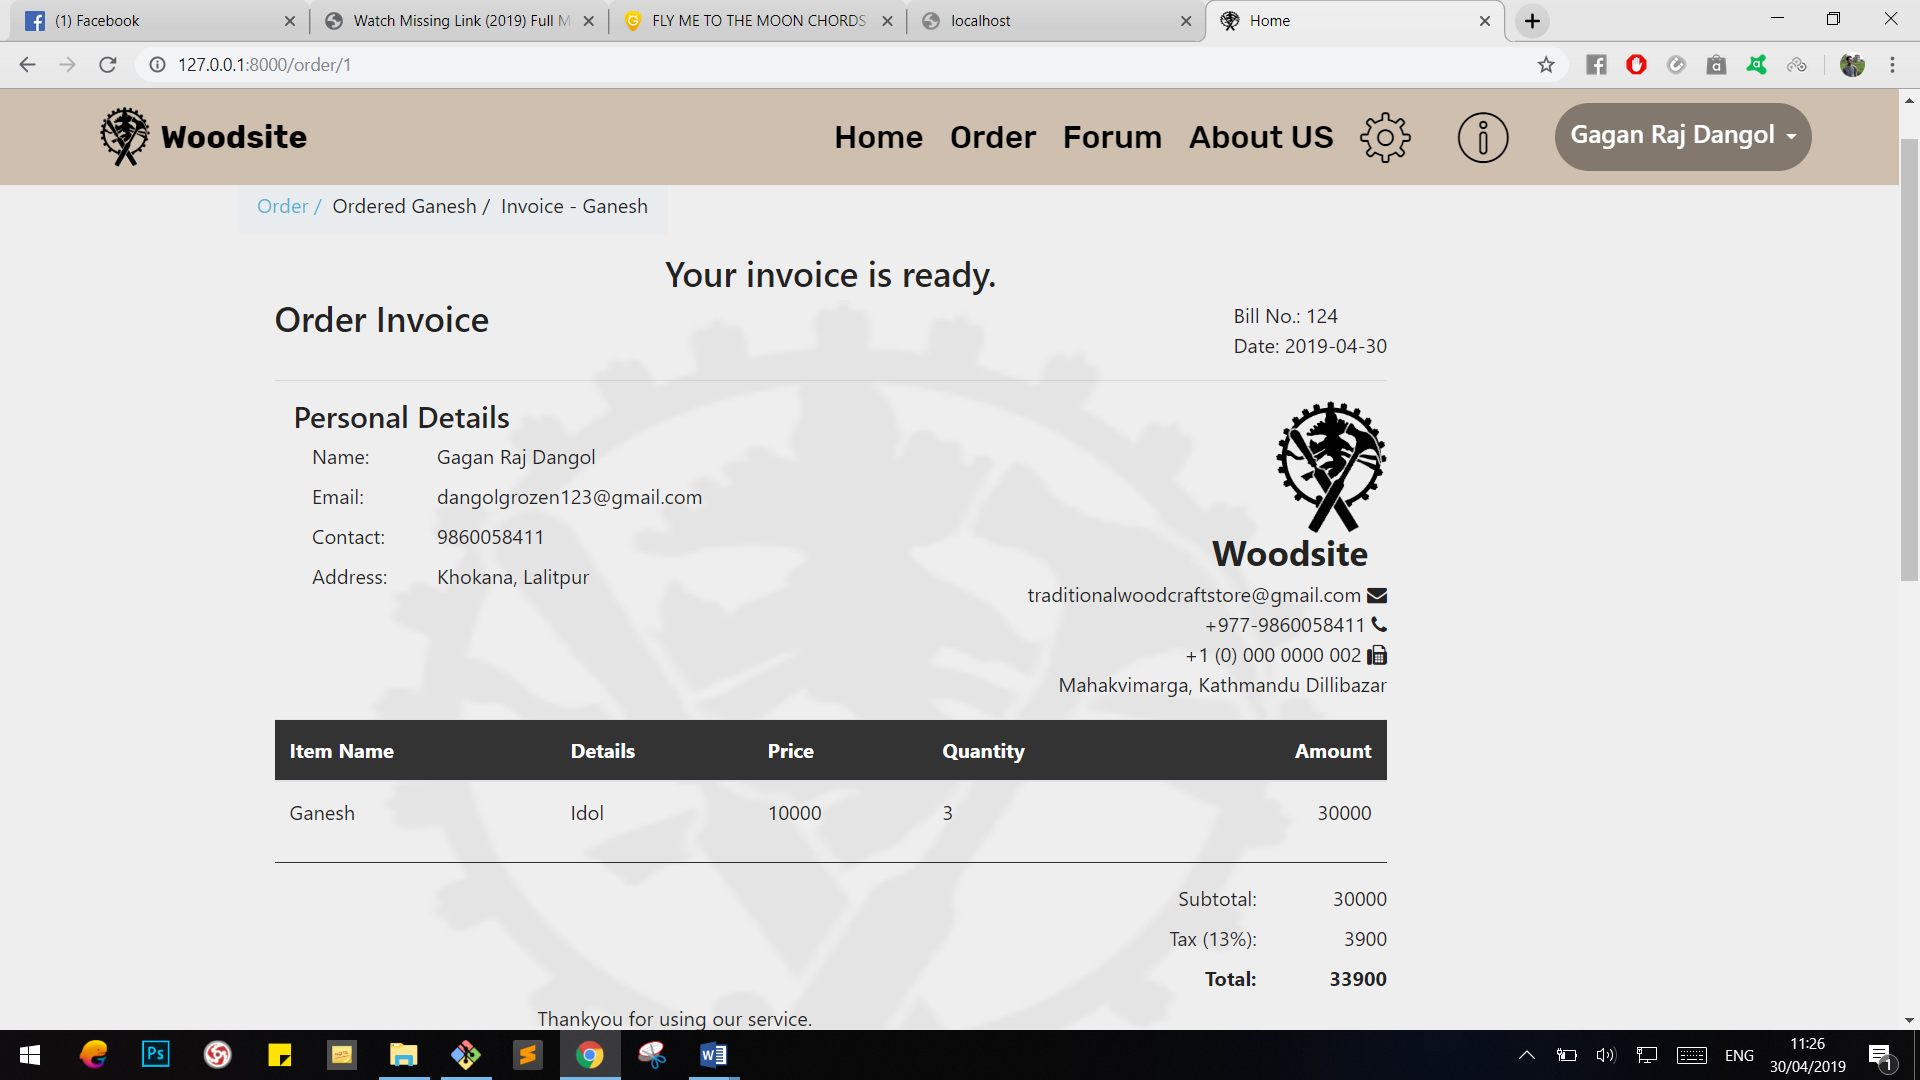 (1) Facebook
Watch Missing Link (2019) Full M
FLY ME TO THE MOON CHORDS
localhost
Home
127.0.0.1:8000/order/1
Woodsite
Home Order Forum About US
Gagan Raj Dangol
Order / Ordered Ganesh / Invoice - Ganesh
Your invoice is ready.
Order Invoice
Bill No.: 124
Date: 2019-04-30
Personal Details
Name: Gagan Raj Dangol
Email: dangolgrozen123@gmail.com
Contact: 9860058411
Address: Khokana, Lalitpur
Woodsite
traditionalwoodcraftstore@gmail.com
+977-9860058411
+1 (0) 000 0000 002
Mahakvimarga, Kathmandu Dillibazar
Item Name Details Price Quantity Amount
Ganesh Idol 10000 3 30000
Subtotal: 30000
Tax (13%): 3900
Total: 33900
Thankyou for using our service.
ENG
11:26
30/04/2019
1